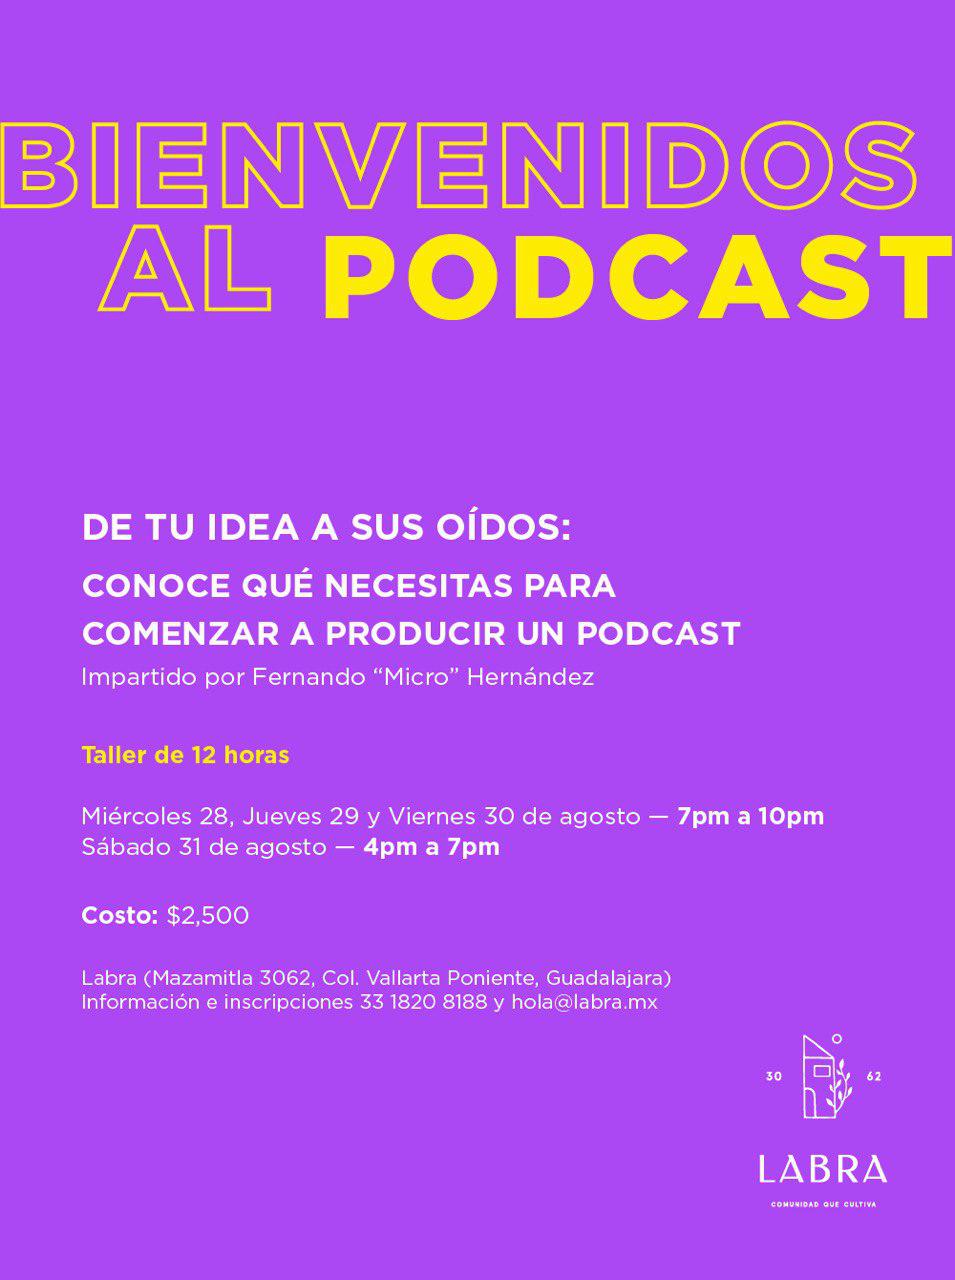 BIENVENIDOS
AL PODCAST
DE TU IDEA A SUS OÍDOS:
CONOCE QUÉ NECESITAS PARA
COMENZAR A PRODUCIR UN PODCAST
Impartido por Fernando “Micro” Hernández
Taller de 12 horas
Miércoles 28, Jueves 29 y Viernes 30 de agosto — 7pm a 10pm
Sábado 31 de agosto — 4pm a 7pm
Costo: $2,500
Labra (Mazamitla 3062, Col. Vallarta Poniente, Guadalajara)
Información e inscripciones 33 1820 8188 y hola@labra.mx
30 62
LABRA
COMUNIDAD QUE CULTIVA